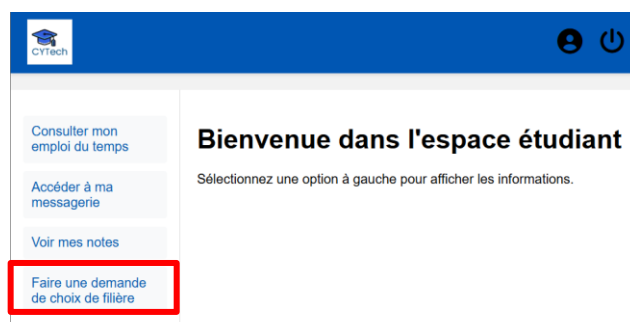 CYTech
Consulter mon
emploi du temps
Accéder à ma
messagerie
Voir mes notes
Faire une demande
de choix de filière
Bienvenue dans l'espace étudiant
Sélectionnez une option à gauche pour afficher les informations.